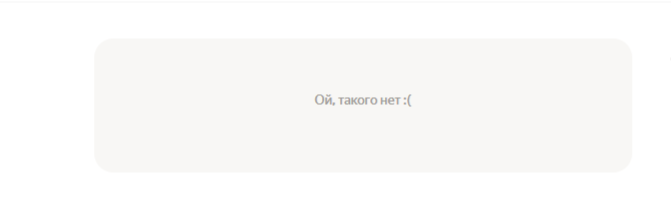 Ой, такого нет :(